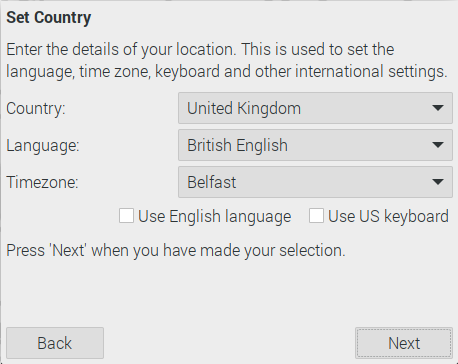 Set Country
Enter the details of your location. This is used to set the
language, time zone, keyboard and other international settings.
Country: United Kingdom
Language: British English
Timezone: Belfast
Use English language Use US keyboard
Press 'Next' when you have made your selection.
Back Next